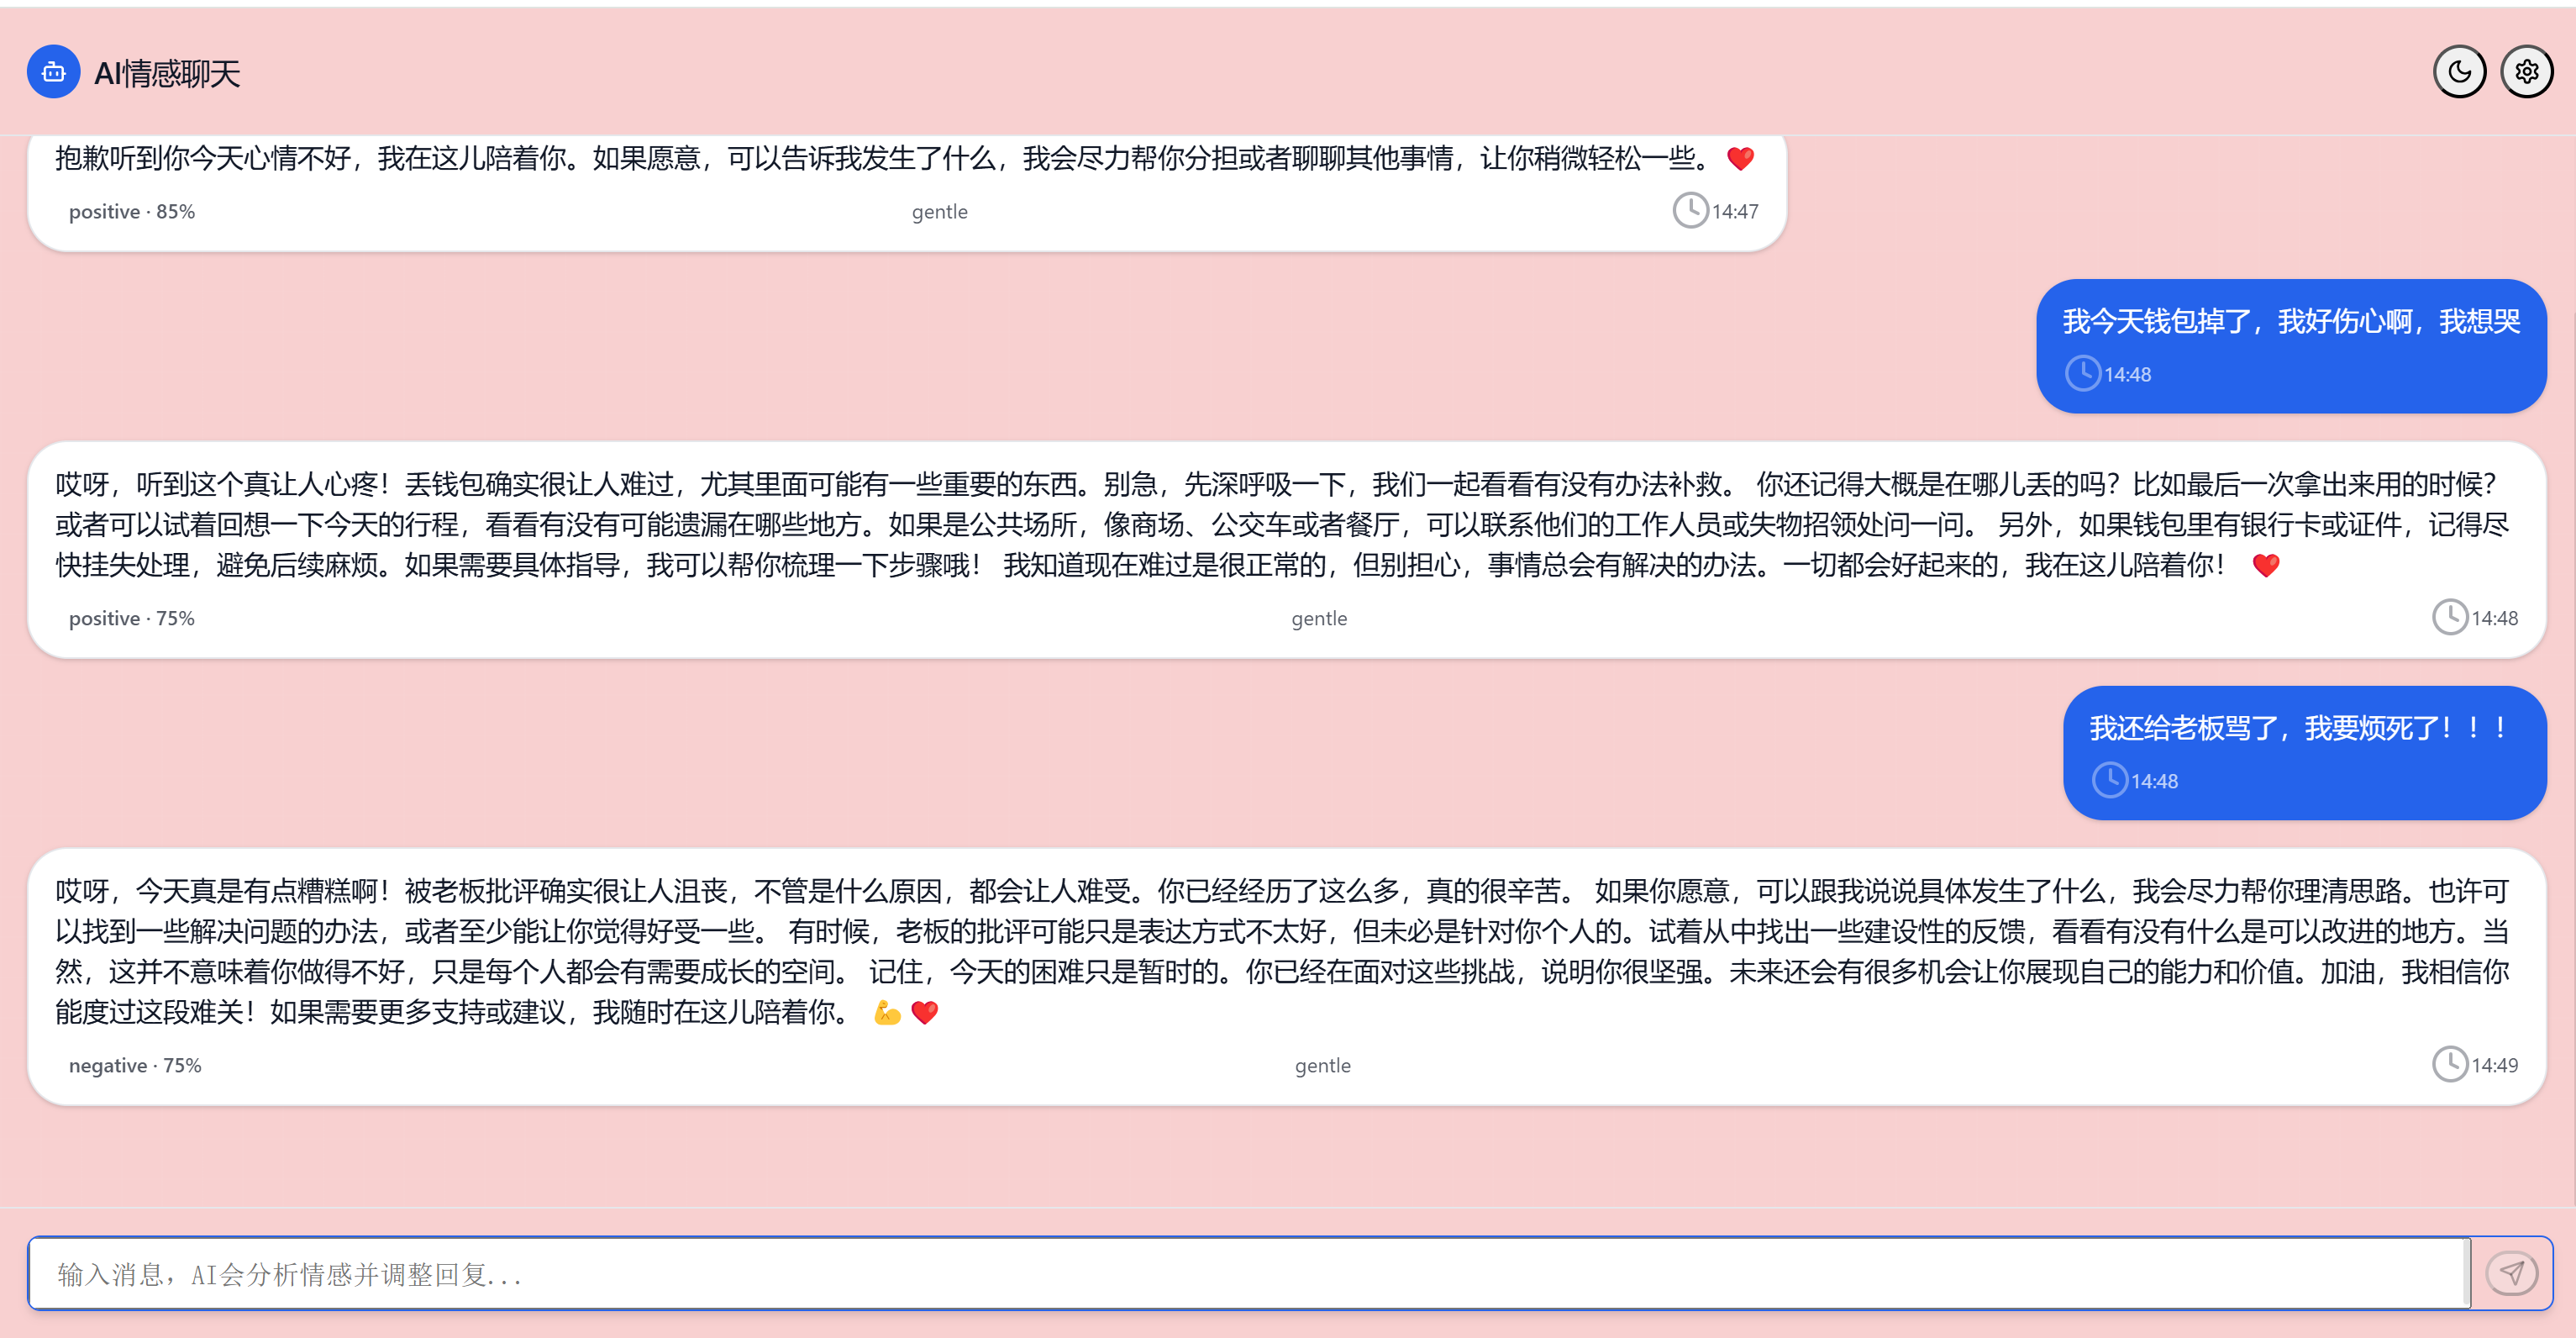 AI情感聊天
抱歉听到你今天心情不好，我在这儿陪着你。如果愿意，可以告诉我发生了什么，我会尽力帮你分担或者聊聊其他事情，让你稍微轻松一些。 ❤️
positive · 85% gentle 14:47
我今天钱包掉了，我好伤心啊，我想哭
14:48
哎呀，听到这个真让人心疼！丢钱包确实很让人难过，尤其里面可能有一些重要的东西。别急，先深呼吸一下，我们一起看看有没有办法补救。 你还记得大概是在哪儿丢的吗？比如最后一次拿出来用的时候？
或者可以试着回想一下今天的行程，看看有没有可能遗漏在哪些地方。如果是公共场所，像商场、公交车或者餐厅，可以联系他们的工作人员或失物招领处问一问。 另外，如果钱包里有银行卡或证件，记得尽
快挂失处理，避免后续麻烦。如果需要具体指导，我可以帮你梳理一下步骤哦！ 我知道现在难过是很正常的，但别担心，事情总会有解决的办法。一切都会好起来的，我在这儿陪着你！ ❤️
positive · 75% gentle 14:48
我还给老板骂了，我要烦死了！！！
14:48
哎呀，今天真是有点糟糕啊！被老板批评确实很让人沮丧，不管是什么原因，都会让人难受。你已经经历了这么多，真的很辛苦。 如果你愿意，可以跟我说说具体发生了什么，我会尽力帮你理清思路。也许可
以找到一些解决问题的办法，或者至少能让你觉得好受一些。 有时候，老板的批评可能只是表达方式不太好，但未必是针对你个人的。试着从中找出一些建设性的反馈，看看有没有什么是可以改进的地方。当
然，这并不意味着你做得不好，只是每个人都会有需要成长的空间。 记住，今天的困难只是暂时的。你已经在面对这些挑战，说明你很坚强。未来还会有很多机会让你展现自己的能力和价值。加油，我相信你
能度过这段难关！如果需要更多支持或建议，我随时在这儿陪着你。 💪❤️
negative · 75% gentle 14:49
输入消息，AI会分析情感并调整回复...